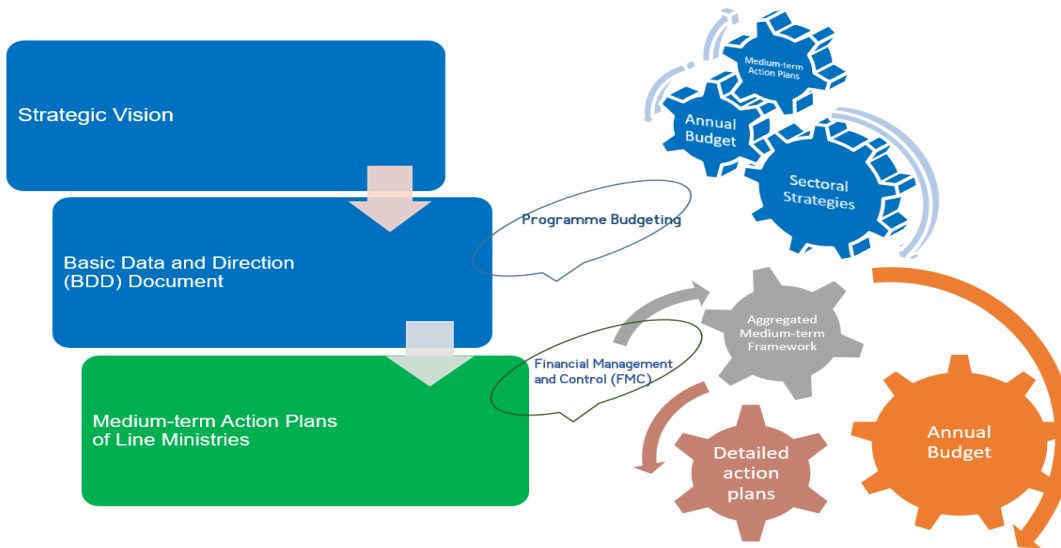 Strategic Vision
Basic Data and Direction
(BDD) Document
Medium-term Action Plans
of Line Ministries
Programme Budgeting
Financial Management
and Control (FMC)
Medium-term
Action Plans
Annual
Budget
Sectoral
Strategies
Aggregated
Medium-term
Framework
Detailed
action
plans
Annual
Budget